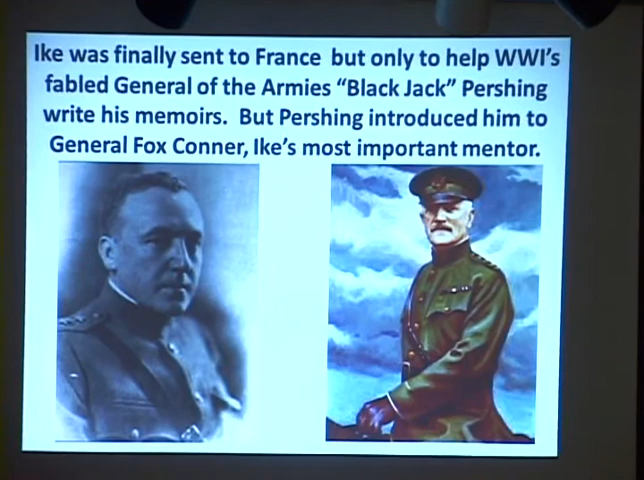 Ike was finally sent to France but only to help WWI's
fabled General of the Armies “Black Jack” Pershing
write his memoirs. But Pershing introduced him to
General Fox Conner, Ike's most important mentor.